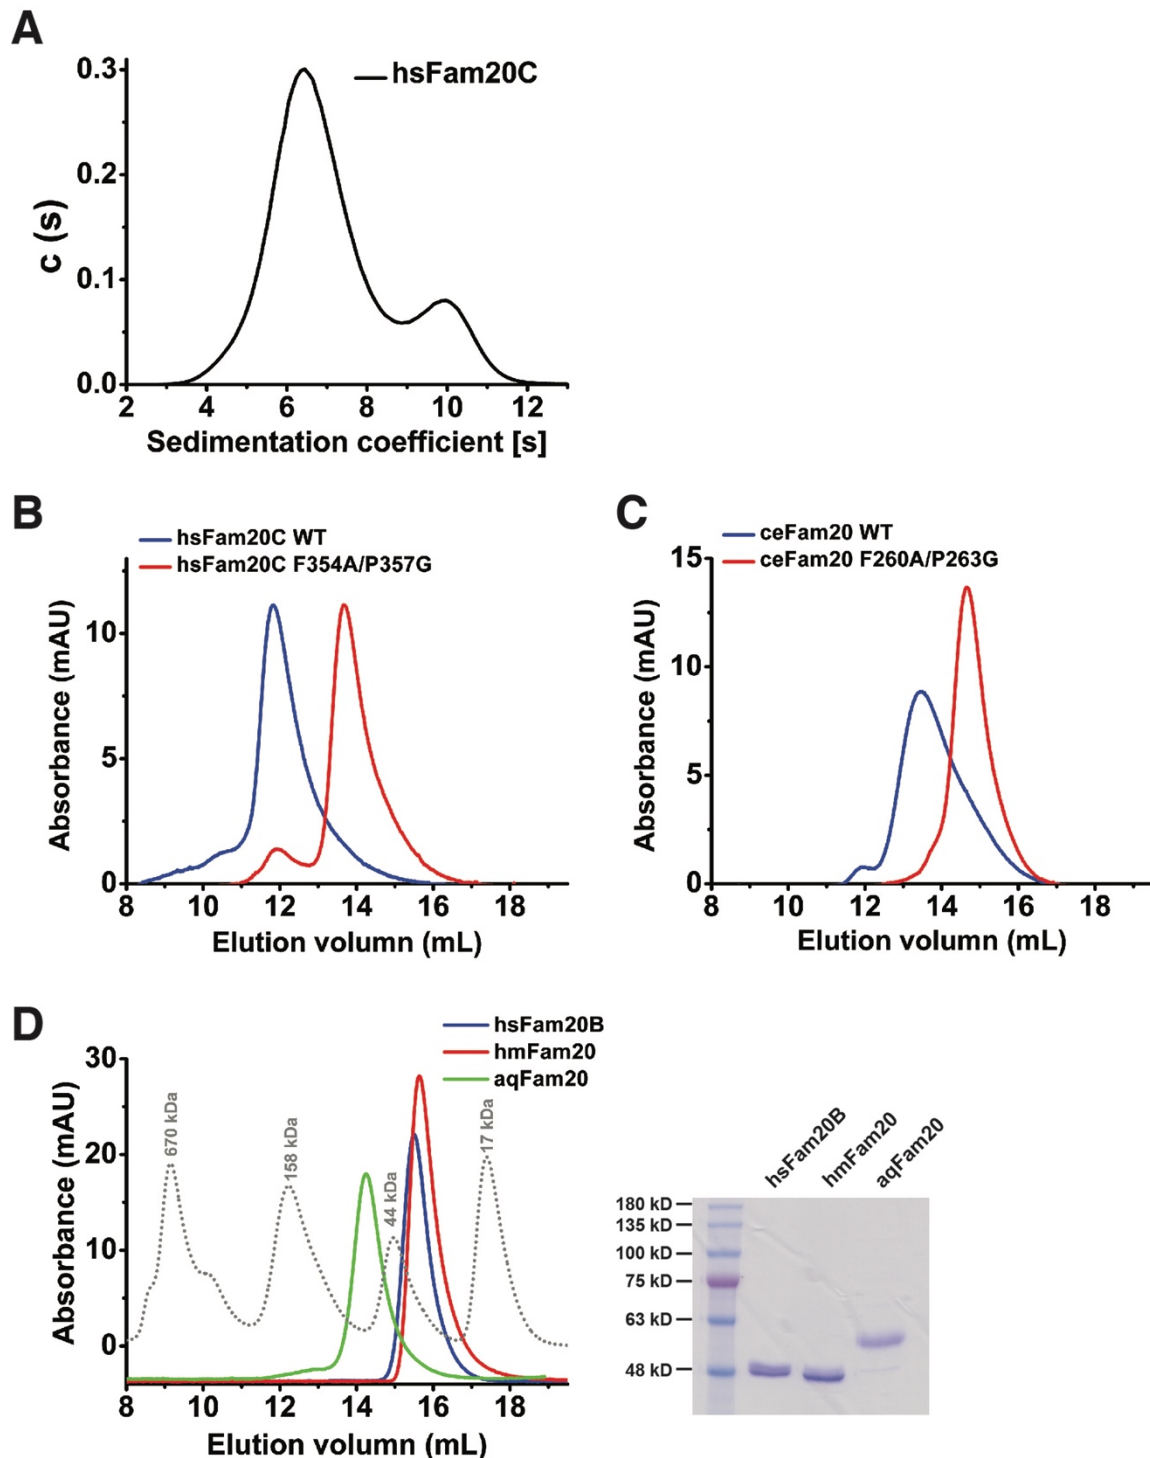 A
hsFam20C
0.3
0.2
0.1
0.0
c (s)
2 4 6 8 10 12
Sedimentation coefficient [s]
B
hsFam20C WT
hsFam20C F354A/P357G
10
5
0
Absorbance (mAU)
8 10 12 14 16 18
Elution volumn (mL)
C
ceFam20 WT
ceFam20 F260A/P263G
15
10
5
0
Absorbance (mAU)
8 10 12 14 16 18
Elution volumn (mL)
D
hsFam20B
hmFam20
aqFam20
30
20
10
0
Absorbance (mAU)
670 kDa
158 kDa
44 kDa
17 kDa
8 10 12 14 16 18
Elution volumn (mL)
hsFam20B
hmFam20
aqFam20
180 kD
135 kD
100 kD
75 kD
63 kD
48 kD